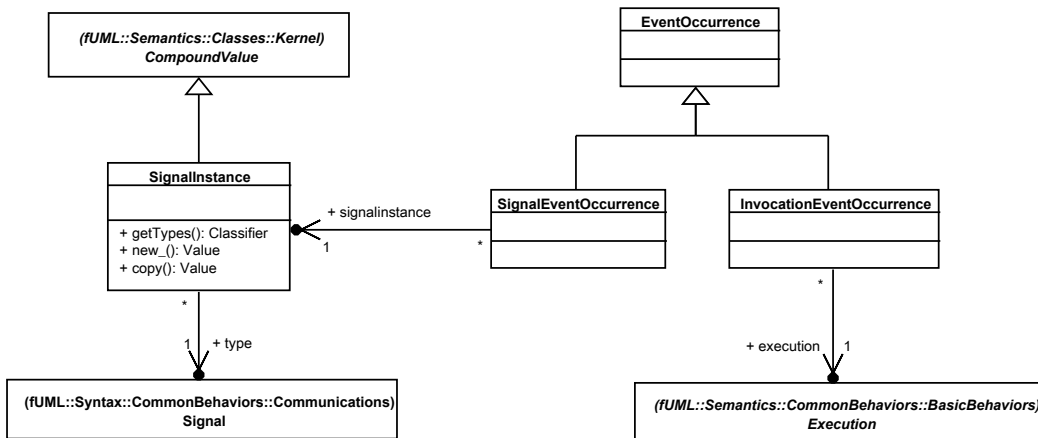 (fUML::Semantics::Classes::Kernel)
CompoundValue
EventOccurrence
SignalInstance
+ getTypes(): Classifier
+ new_(): Value
+ copy(): Value
+ signalinstance
1
*
SignalEventOccurrence
InvocationEventOccurrence
*
1
+ type
*
+ execution
1
(fUML::Syntax::CommonBehaviors::Communications)
Signal
(fUML::Semantics::CommonBehaviors::BasicBehaviors)
Execution